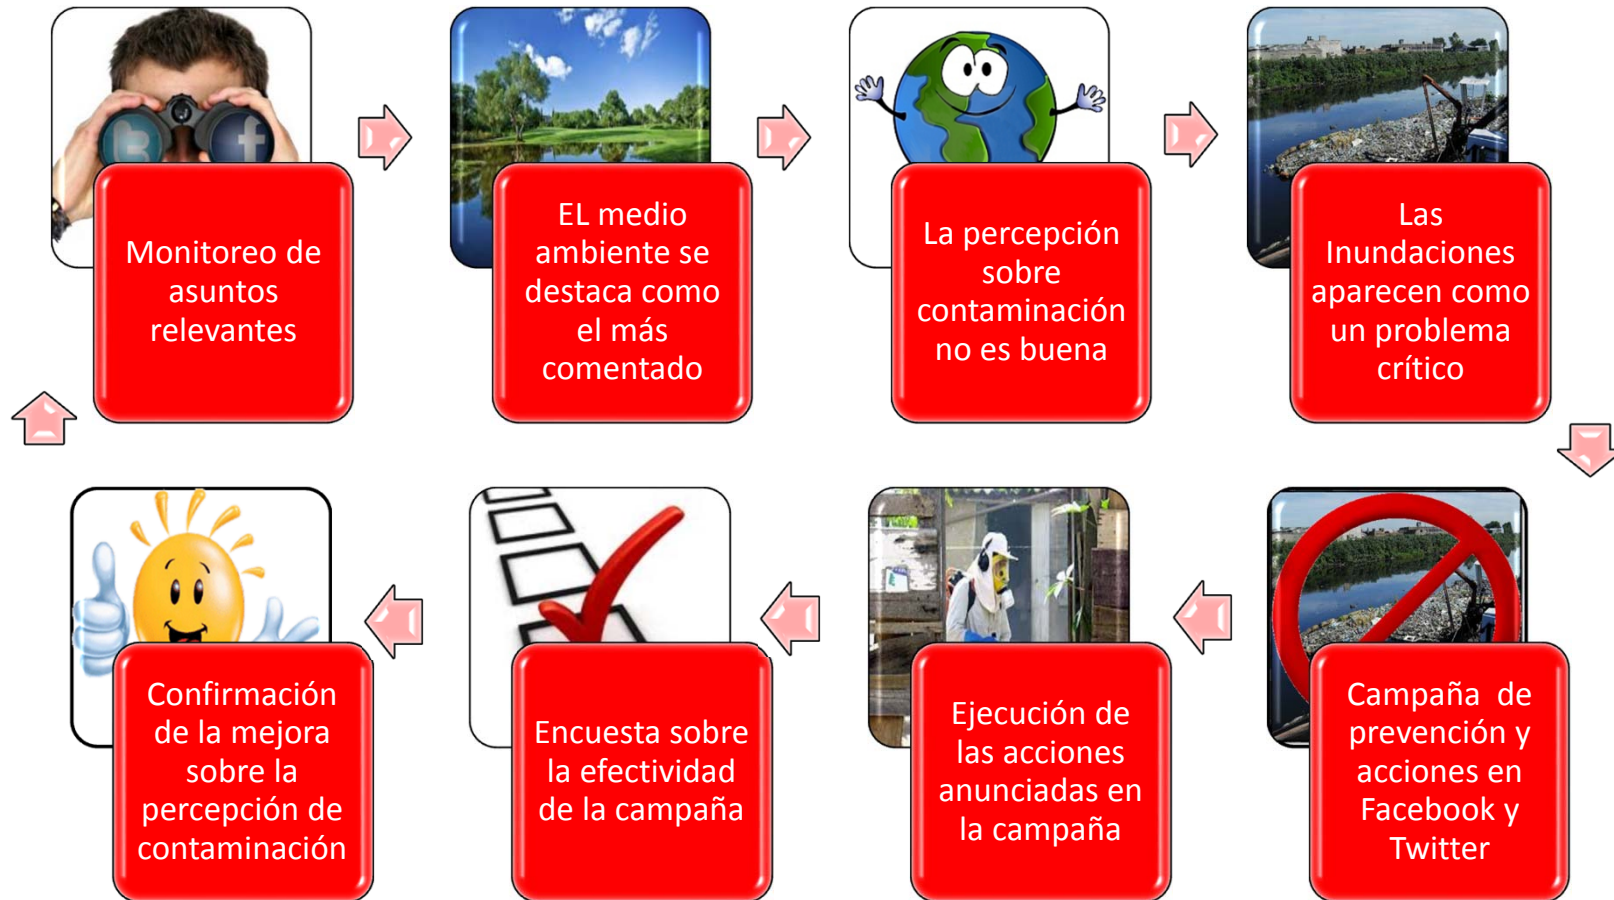 Monitoreo de
asuntos
relevantes
EL medio
ambiente se
destaca como
el más
comentado
La percepción
sobre
contaminación
no es buena
Las
Inundaciones
aparecen como
un problema
crítico
Campaña  de
prevención y
acciones en
Facebook y
Twitter
Ejecución de
las acciones
anunciadas en
la campaña
Encuesta sobre
la efectividad
de la campaña
Confirmación
de la mejora
sobre la
percepción de
contaminación